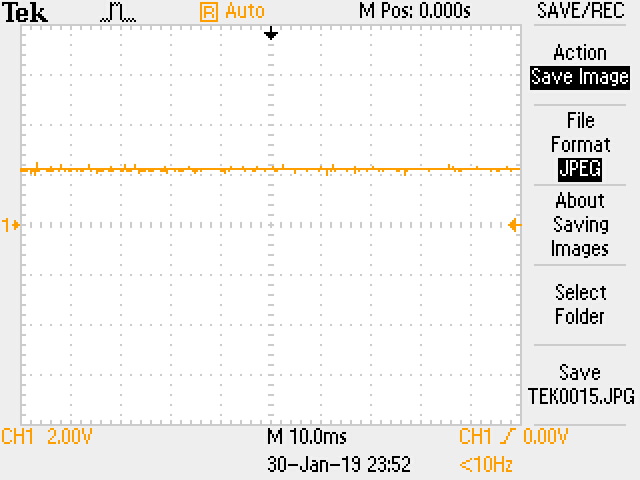 Tek R Auto M Pos: 0.000s SAVE/REC
Action
Save Image
File
Format
JPEG
About
Saving
Images
Select
Folder
Save
TEK0015.JPG
1
CH1 2.00V M 10.0ms CH1 0.00V
30-Jan-19 23:52 <10Hz